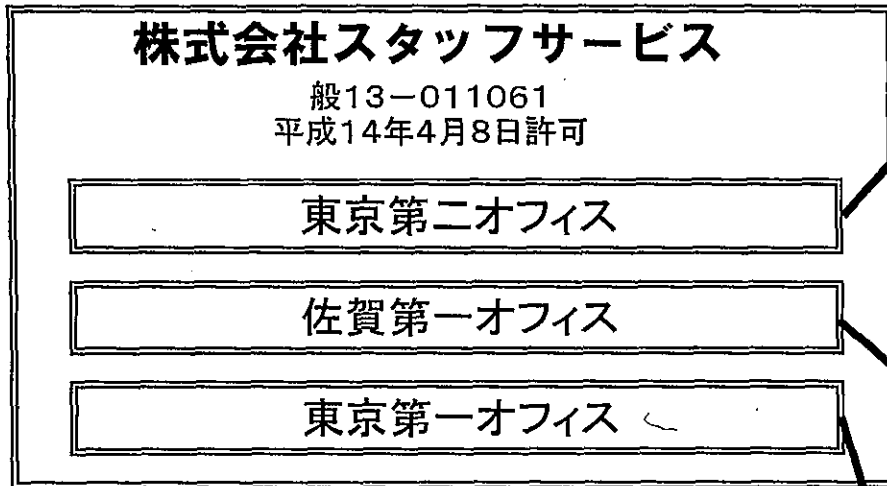 株式会社スタッフサービス
般13－011061
平成14年4月8日許可
東京第二オフィス
佐賀第一オフィス
東京第一オフィス